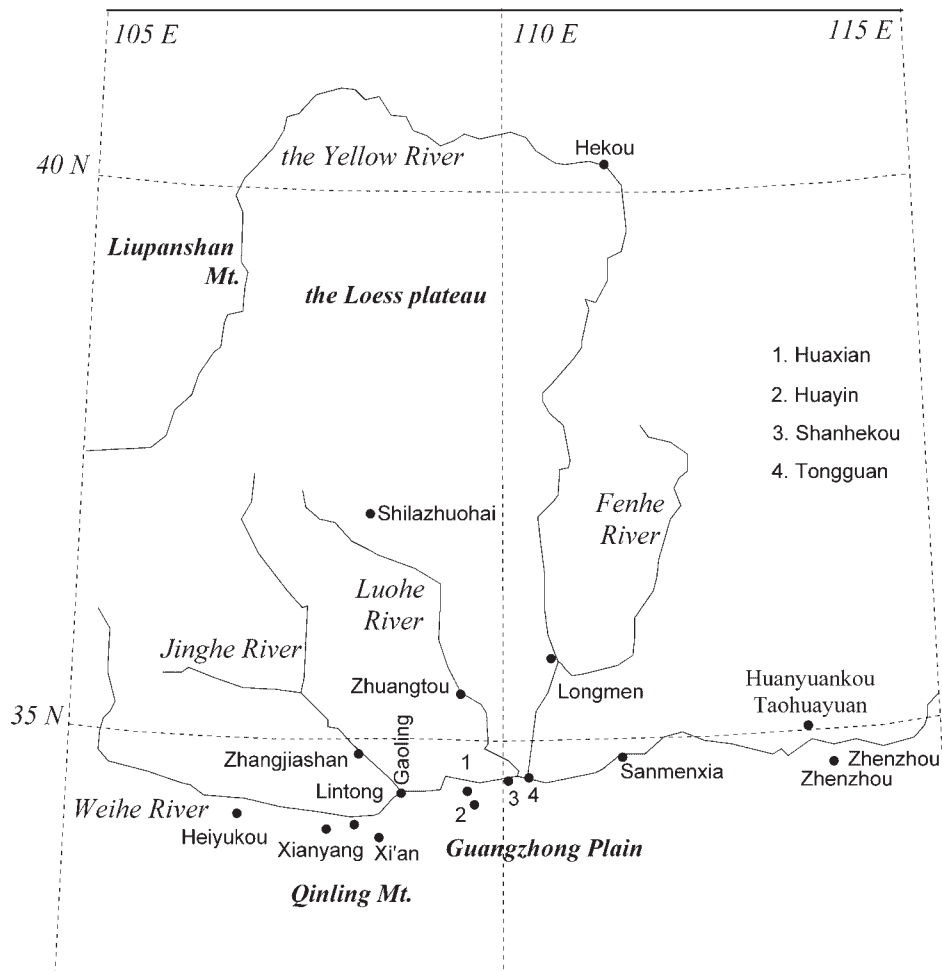 105 E
110 E
115 E
Hekou
the Yellow River
40 N
Liupanshan
Mt.
the Loess plateau
1. Huaxian
2. Huayin
3. Shanhekou
4. Tongguan
Shilazhuohai
Fenhe
River
Luohe
River
Jinghe River
Zhuangtou
Longmen
Huanyuankou
Taohuayuan
35 N
Zhangjiashan
Gaoling
1
Sanmenxia
Zhenzhou
Zhenzhou
Lintong
3
4
Weihe River
2
Heiyukou
Xianyang
Xi'an
Guangzhong Plain
Qinling Mt.